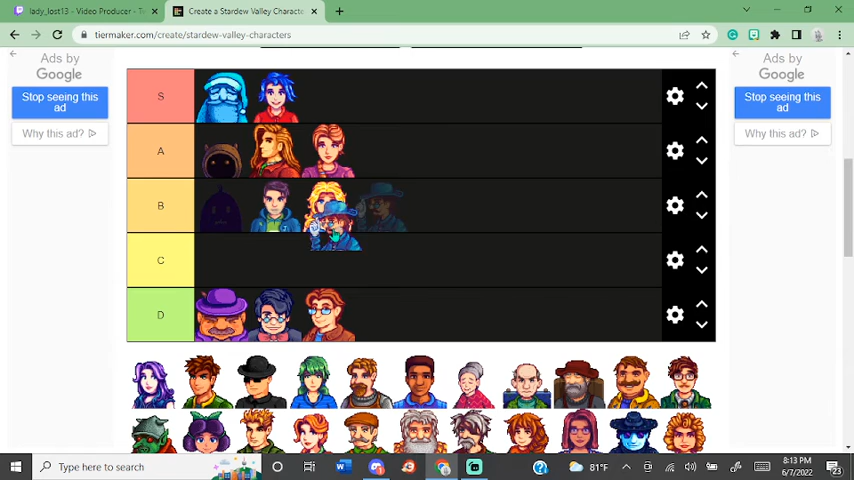 lady_lost13 - Video Producer - T
Create a Stardew Valley Characte
tiermaker.com/create/stardew-valley-characters
Ads by
Google
Stop seeing this
ad
Why this ad?
Ads by
Google
Stop seeing this
ad
Why this ad?
S
A
B
C
D
Type here to search
81°F
8:13 PM
6/7/2022
23